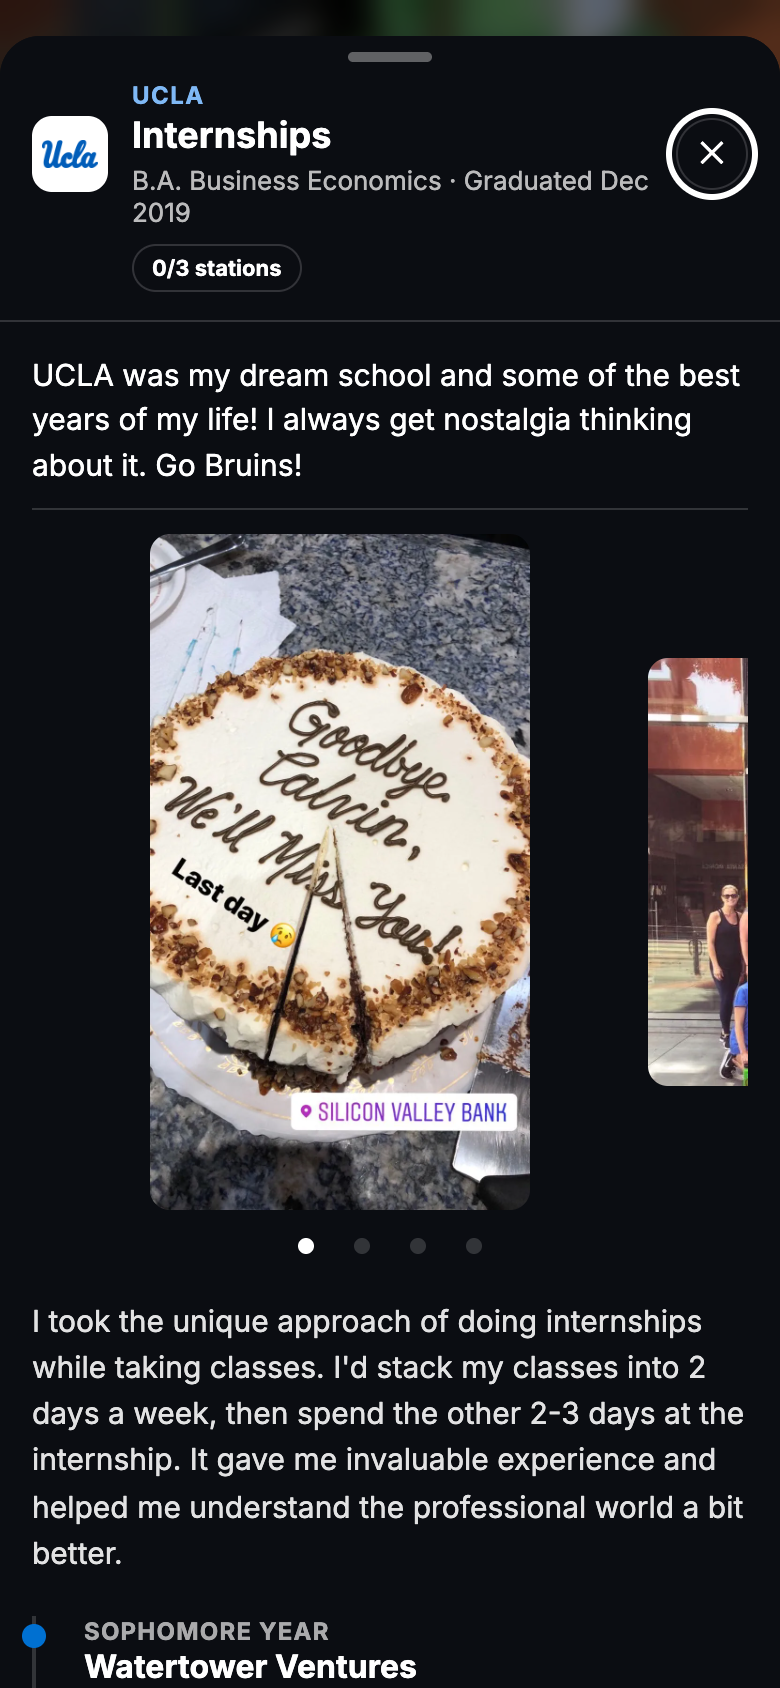 UCLA
Ucla
Internships
B.A. Business Economics · Graduated Dec
2019
0/3 stations
UCLA was my dream school and some of the best
years of my life! I always get nostalgia thinking
about it. Go Bruins!
Goodbye
Calvin,
We'll Miss You!
Last day 😢
SILICON VALLEY BANK
I took the unique approach of doing internships
while taking classes. I'd stack my classes into 2
days a week, then spend the other 2-3 days at the
internship. It gave me invaluable experience and
helped me understand the professional world a bit
better.
SOPHOMORE YEAR
Watertower Ventures